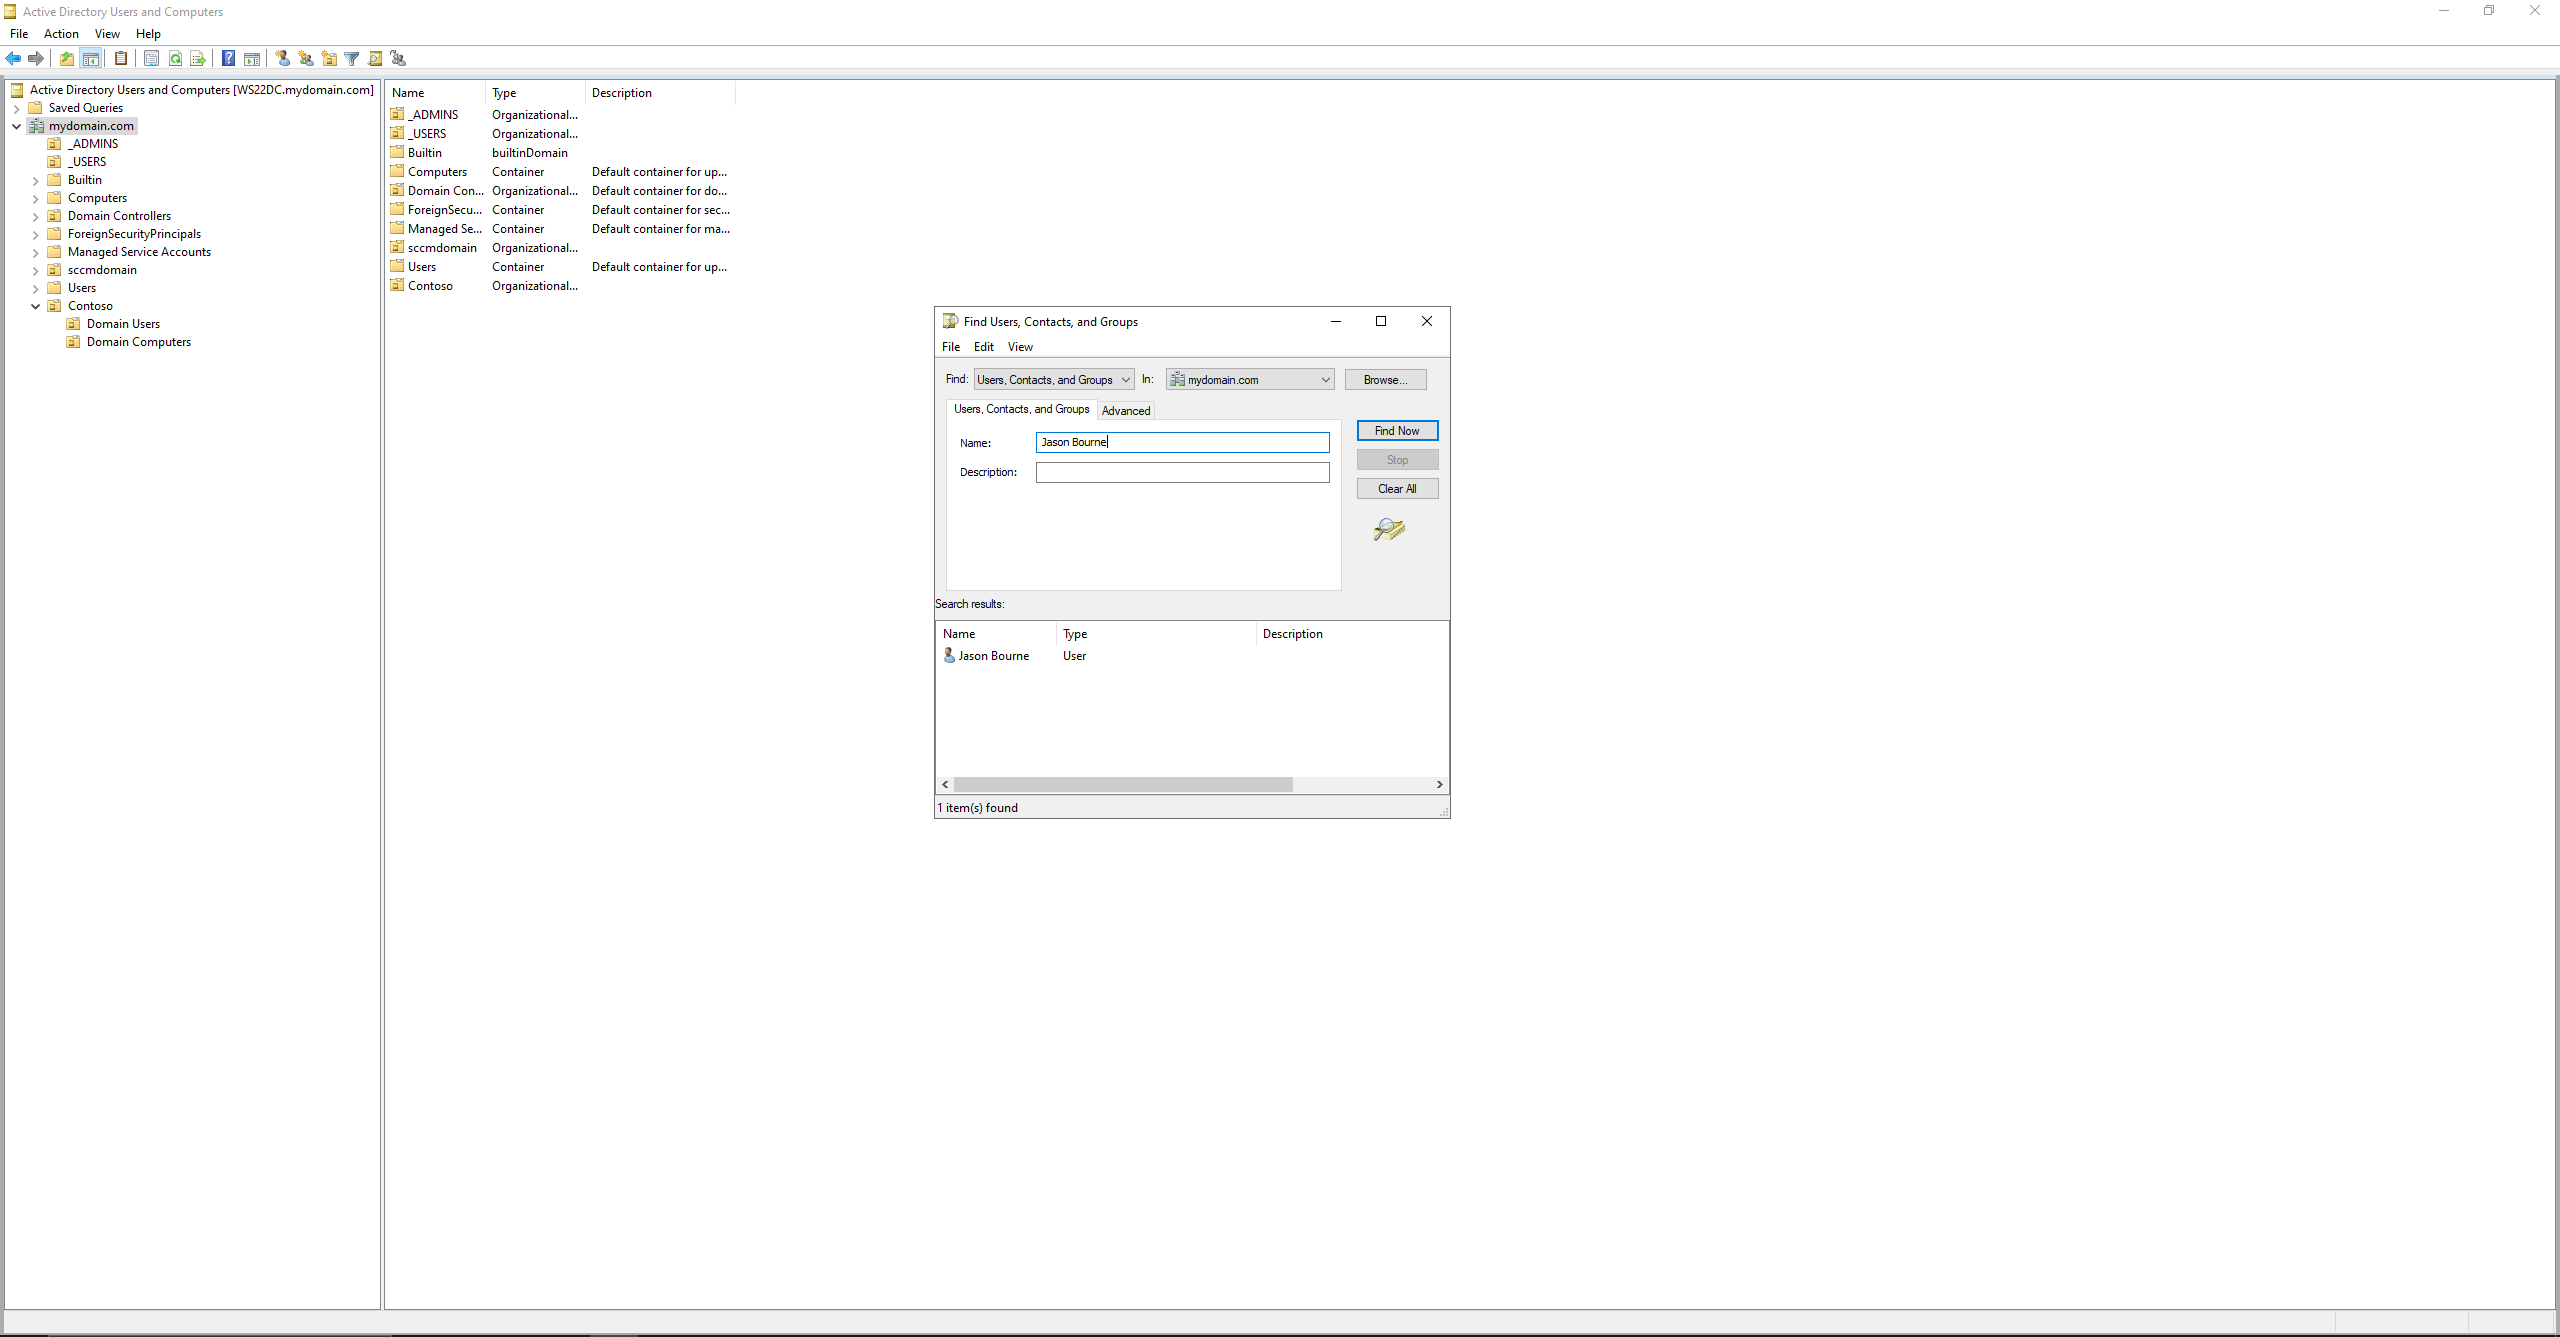 Active Directory Users and Computers
File Action View Help
Active Directory Users and Computers [WS22DC.mydomain.com]
Saved Queries
mydomain.com
_ADMINS
_USERS
Builtin
Computers
Domain Controllers
ForeignSecurityPrincipals
Managed Service Accounts
sccmdomain
Users
Contoso
Domain Users
Domain Computers
Name Type Description
_ADMINS Organizational...
_USERS Organizational...
Builtin builtinDomain
Computers Container Default container for up...
Domain Con... Organizational... Default container for do...
ForeignSecu... Container Default container for sec...
Managed Se... Container Default container for ma...
sccmdomain Organizational...
Users Container Default container for up...
Contoso Organizational...
Find Users, Contacts, and Groups
File Edit View
Find: Users, Contacts, and Groups In: mydomain.com Browse...
Users, Contacts, and Groups Advanced
Name: Jason Bourne
Description:
Find Now
Stop
Clear All
Search results:
Name Type Description
Jason Bourne User
1 item(s) found